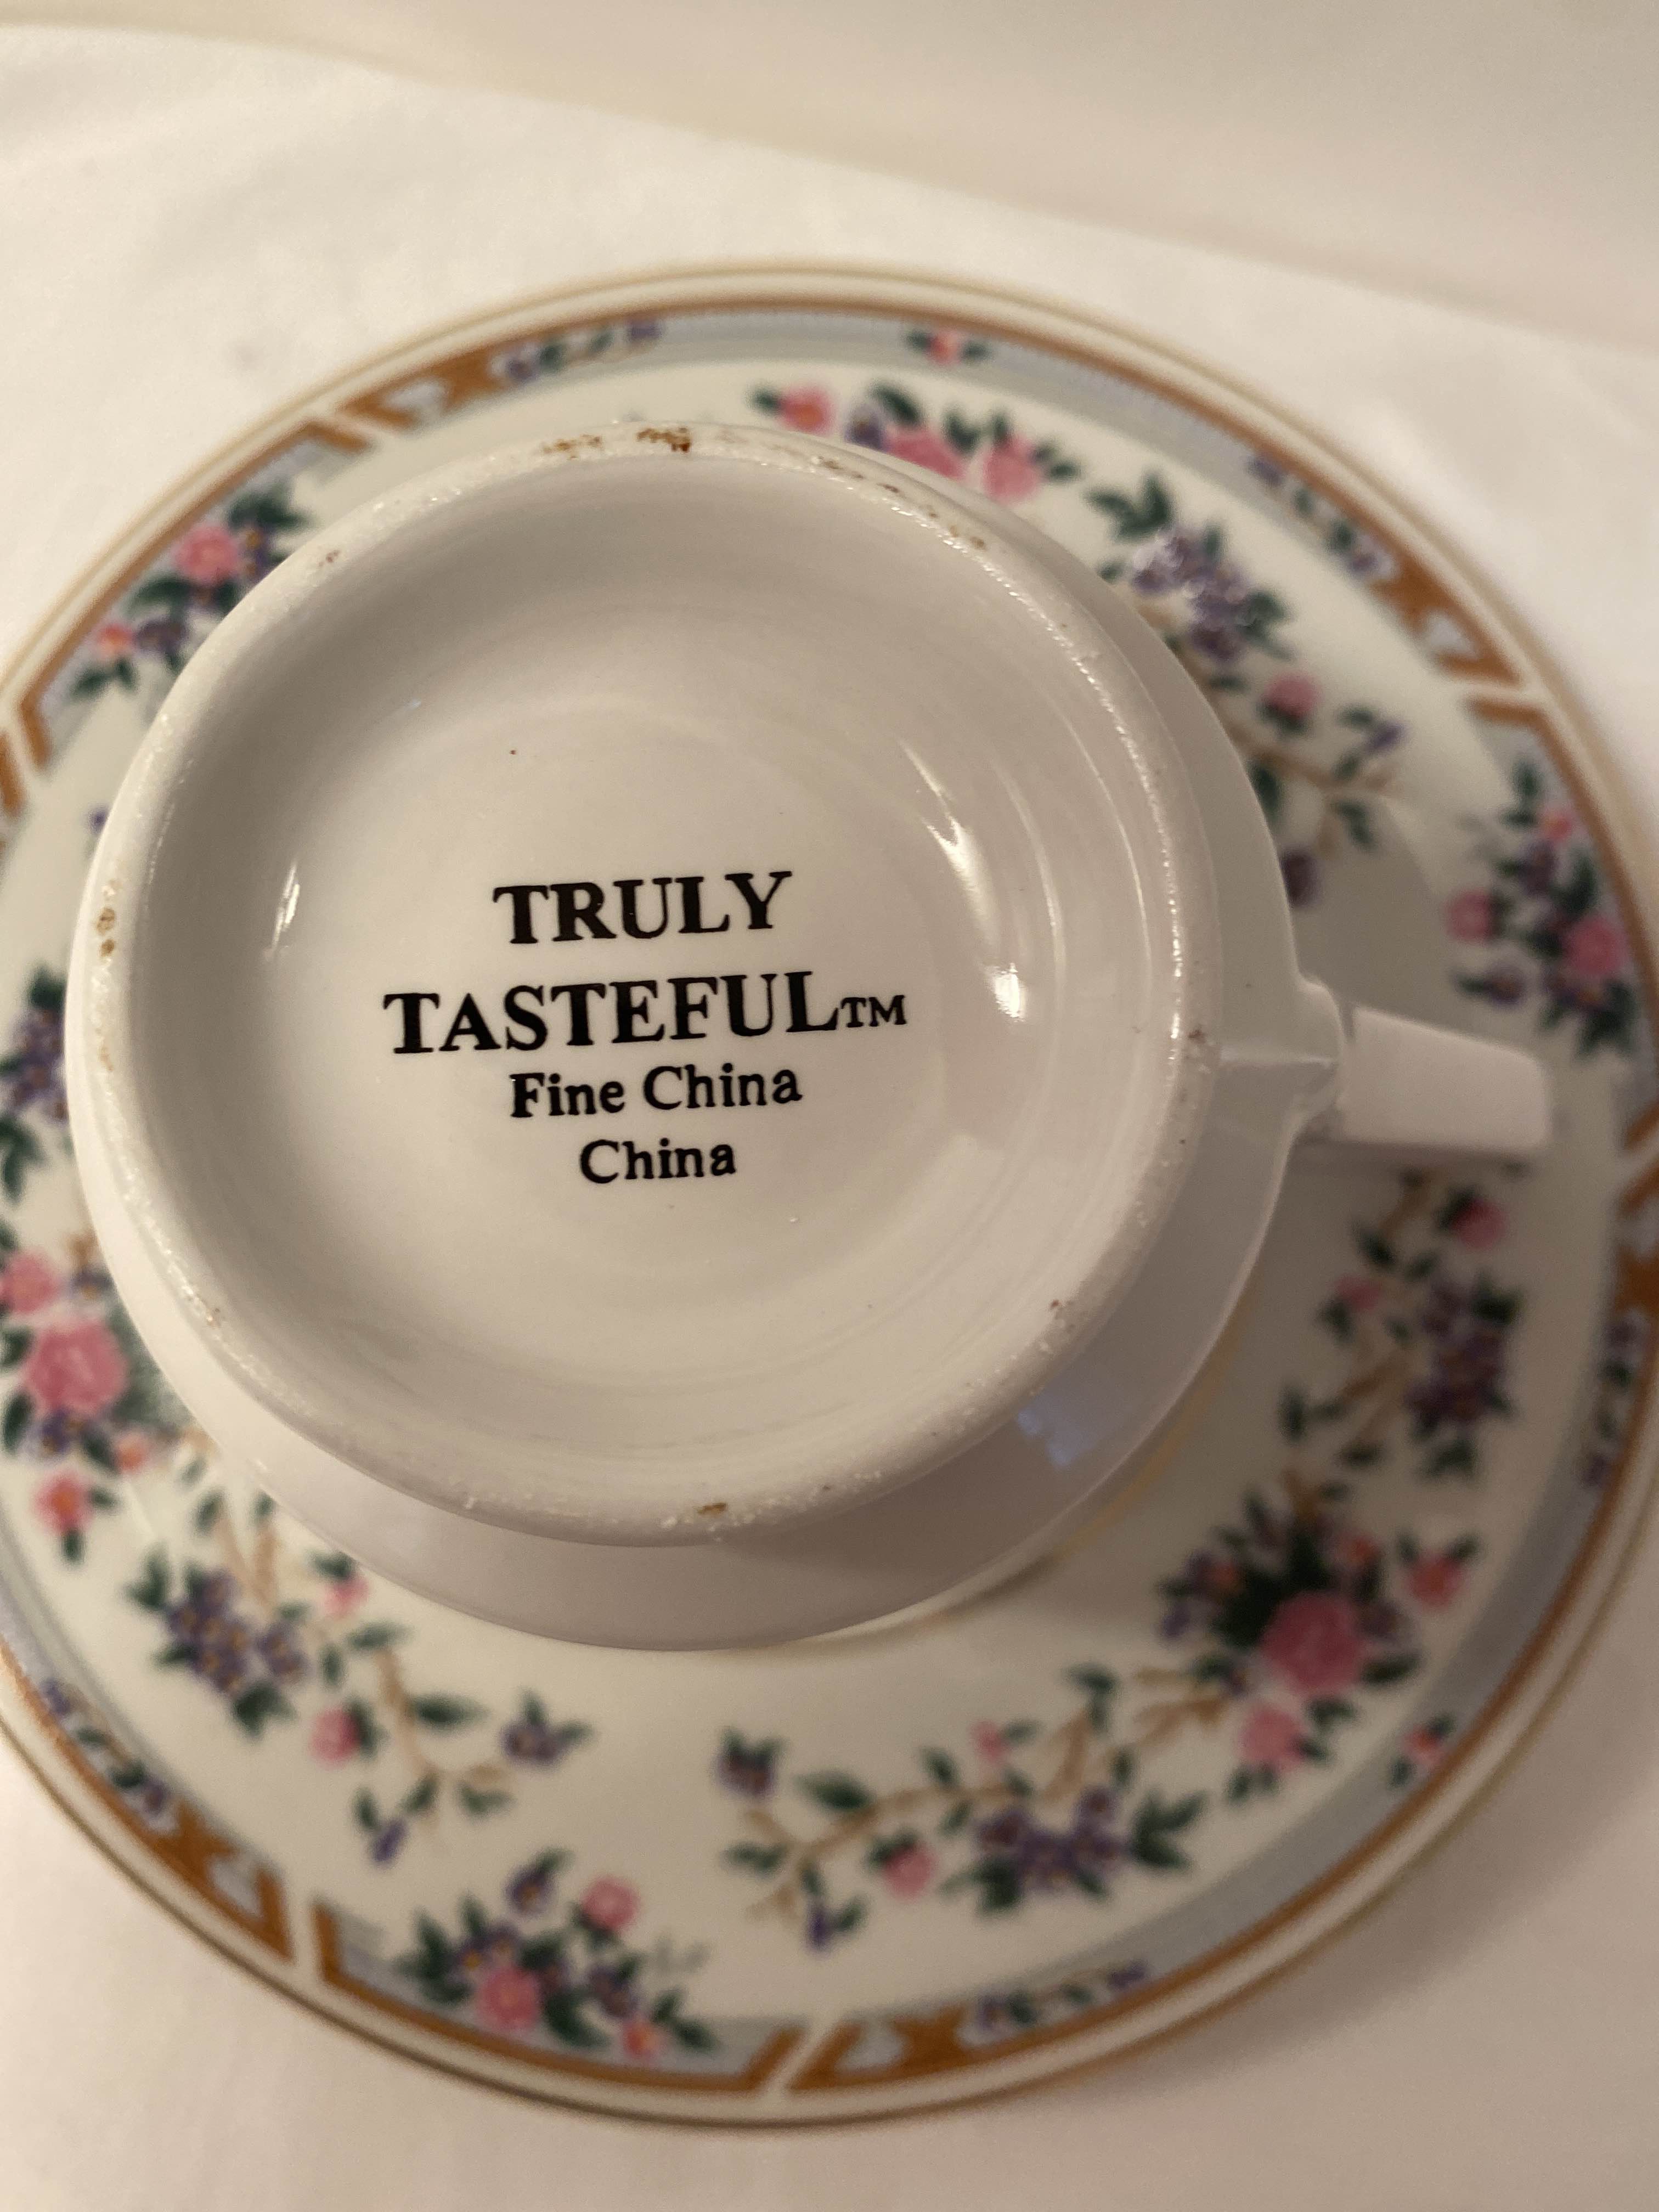 TRULY
TASTEFUL™
Fine China
China